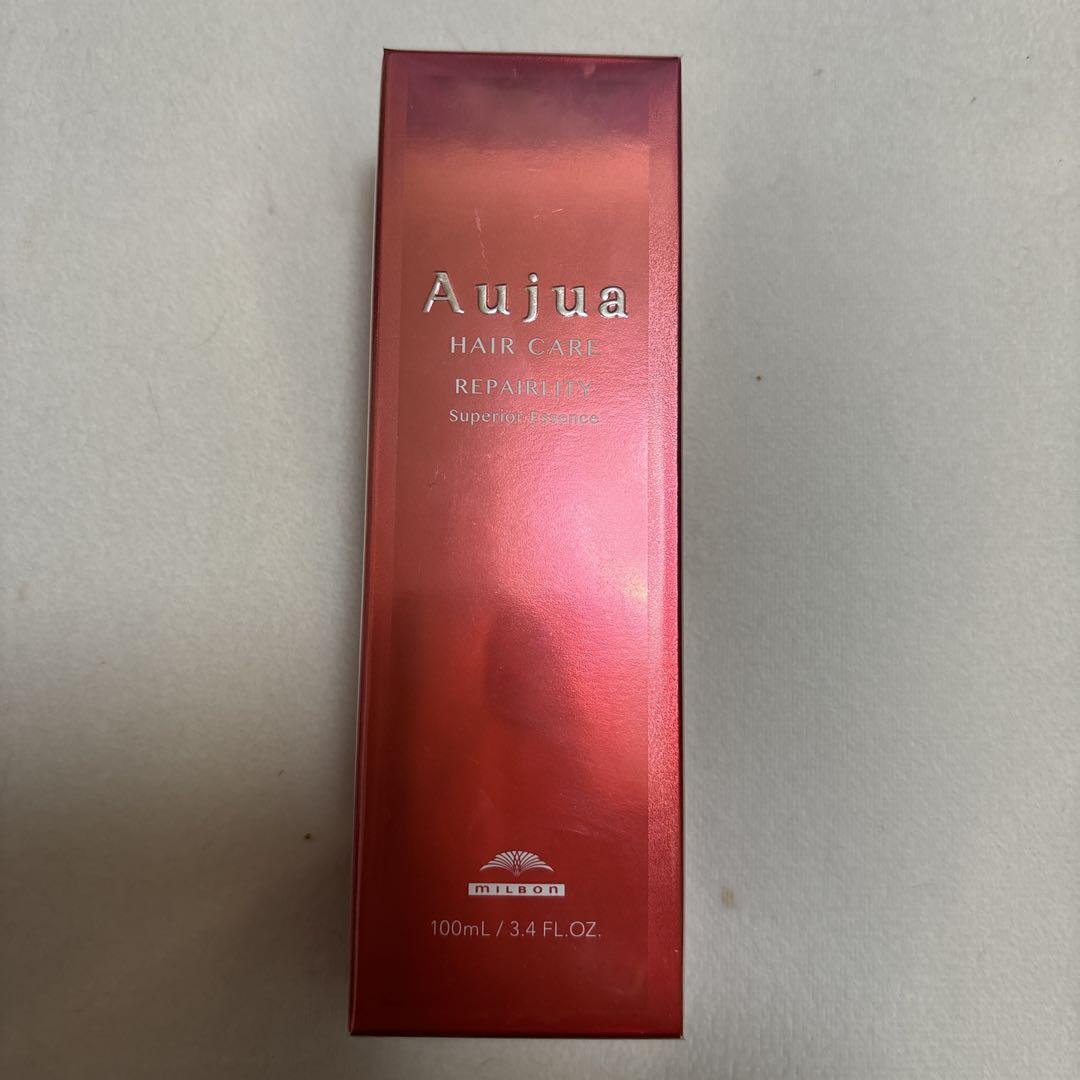 Aujua
HAIR CARE
REPAIRLITY
Superior Essence
MILBON
100mL / 3.4 FL.OZ.